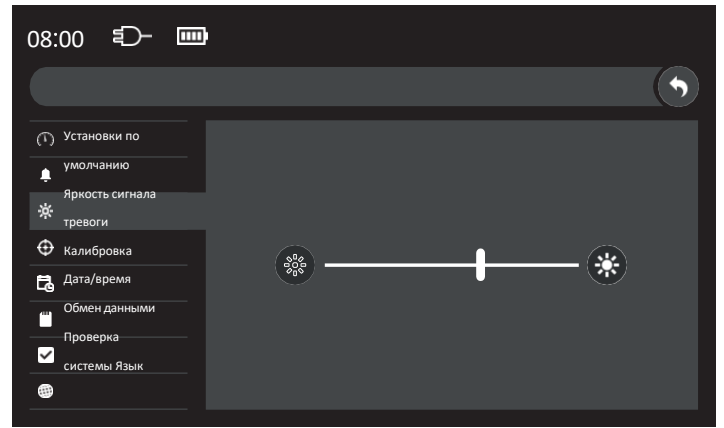 08:00
Установки по
умолчанию
Яркость сигнала
тревоги
Калибровка
Дата/время
Обмен данными
Проверка
системы Язык